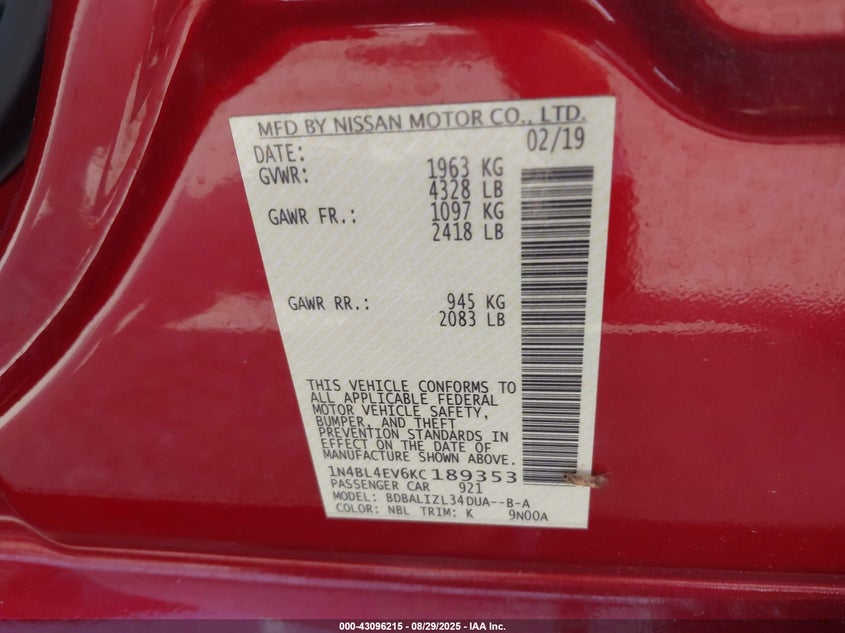 MFD BY NISSAN MOTOR CO., LTD.
DATE: 02/19
GVWR: 1963 KG
4328 LB
GAWR FR.: 1097 KG
2418 LB
GAWR RR.: 945 KG
2083 LB
THIS VEHICLE CONFORMS TO
ALL APPLICABLE FEDERAL
MOTOR VEHICLE SAFETY,
BUMPER, AND THEFT
PREVENTION STANDARDS IN
EFFECT ON THE DATE OF
MANUFACTURE SHOWN ABOVE.
1N4BL4EV6KC189353
PASSENGER CAR 921
MODEL: BDBALIZL34DUA--B-A
COLOR: NBL TRIM: K 9N00A
000-43096215 - 08/29/2025 - IAA Inc.